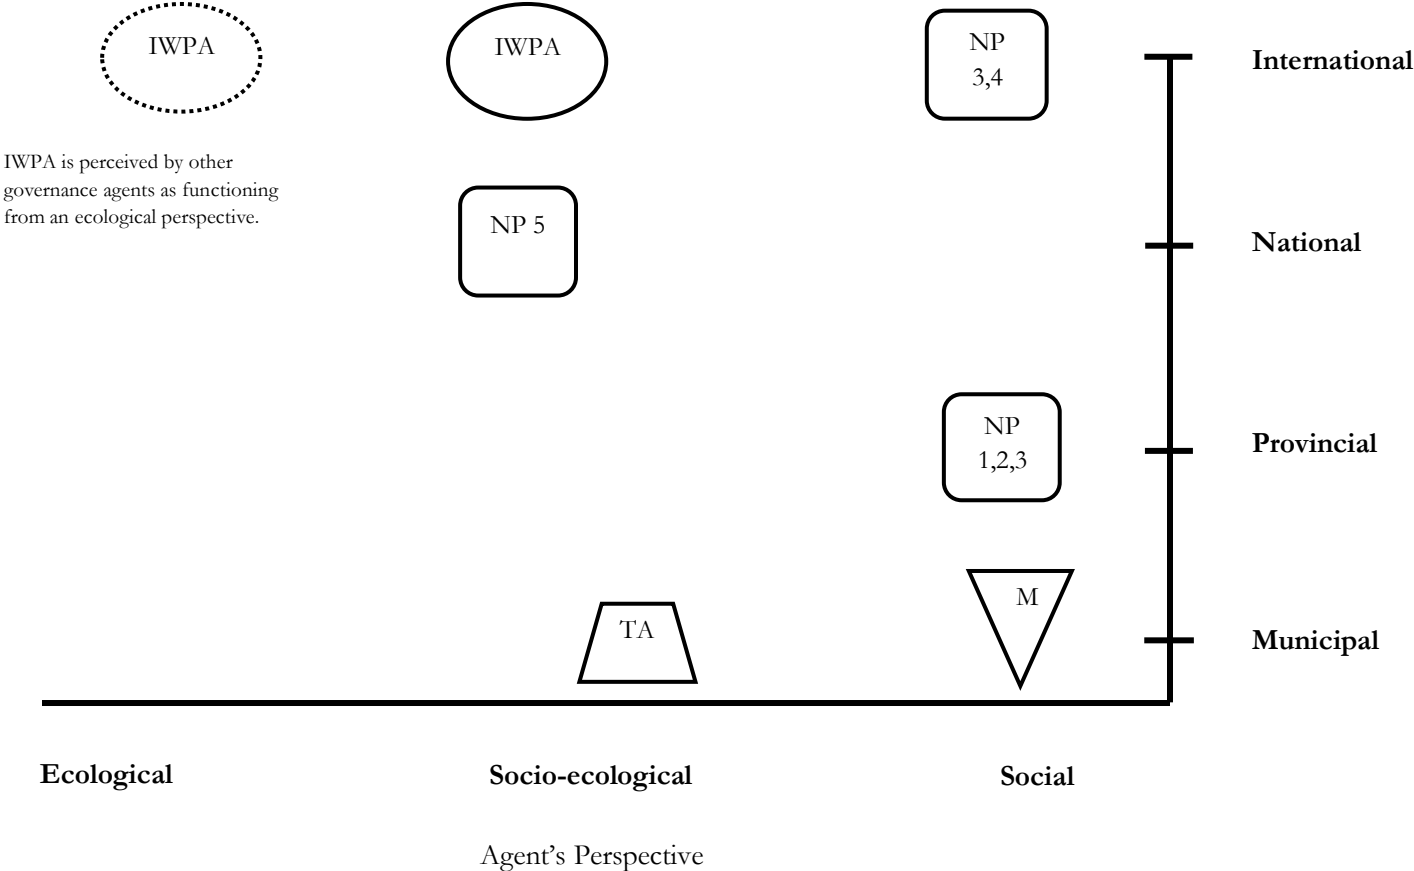 IWPA
IWPA
NP
3,4
International
IWPA is perceived by other
governance agents as functioning
from an ecological perspective.
NP 5
National
NP
1,2,3
Provincial
M
TA
Municipal
Ecological
Socio-ecological
Social
Agent’s Perspective